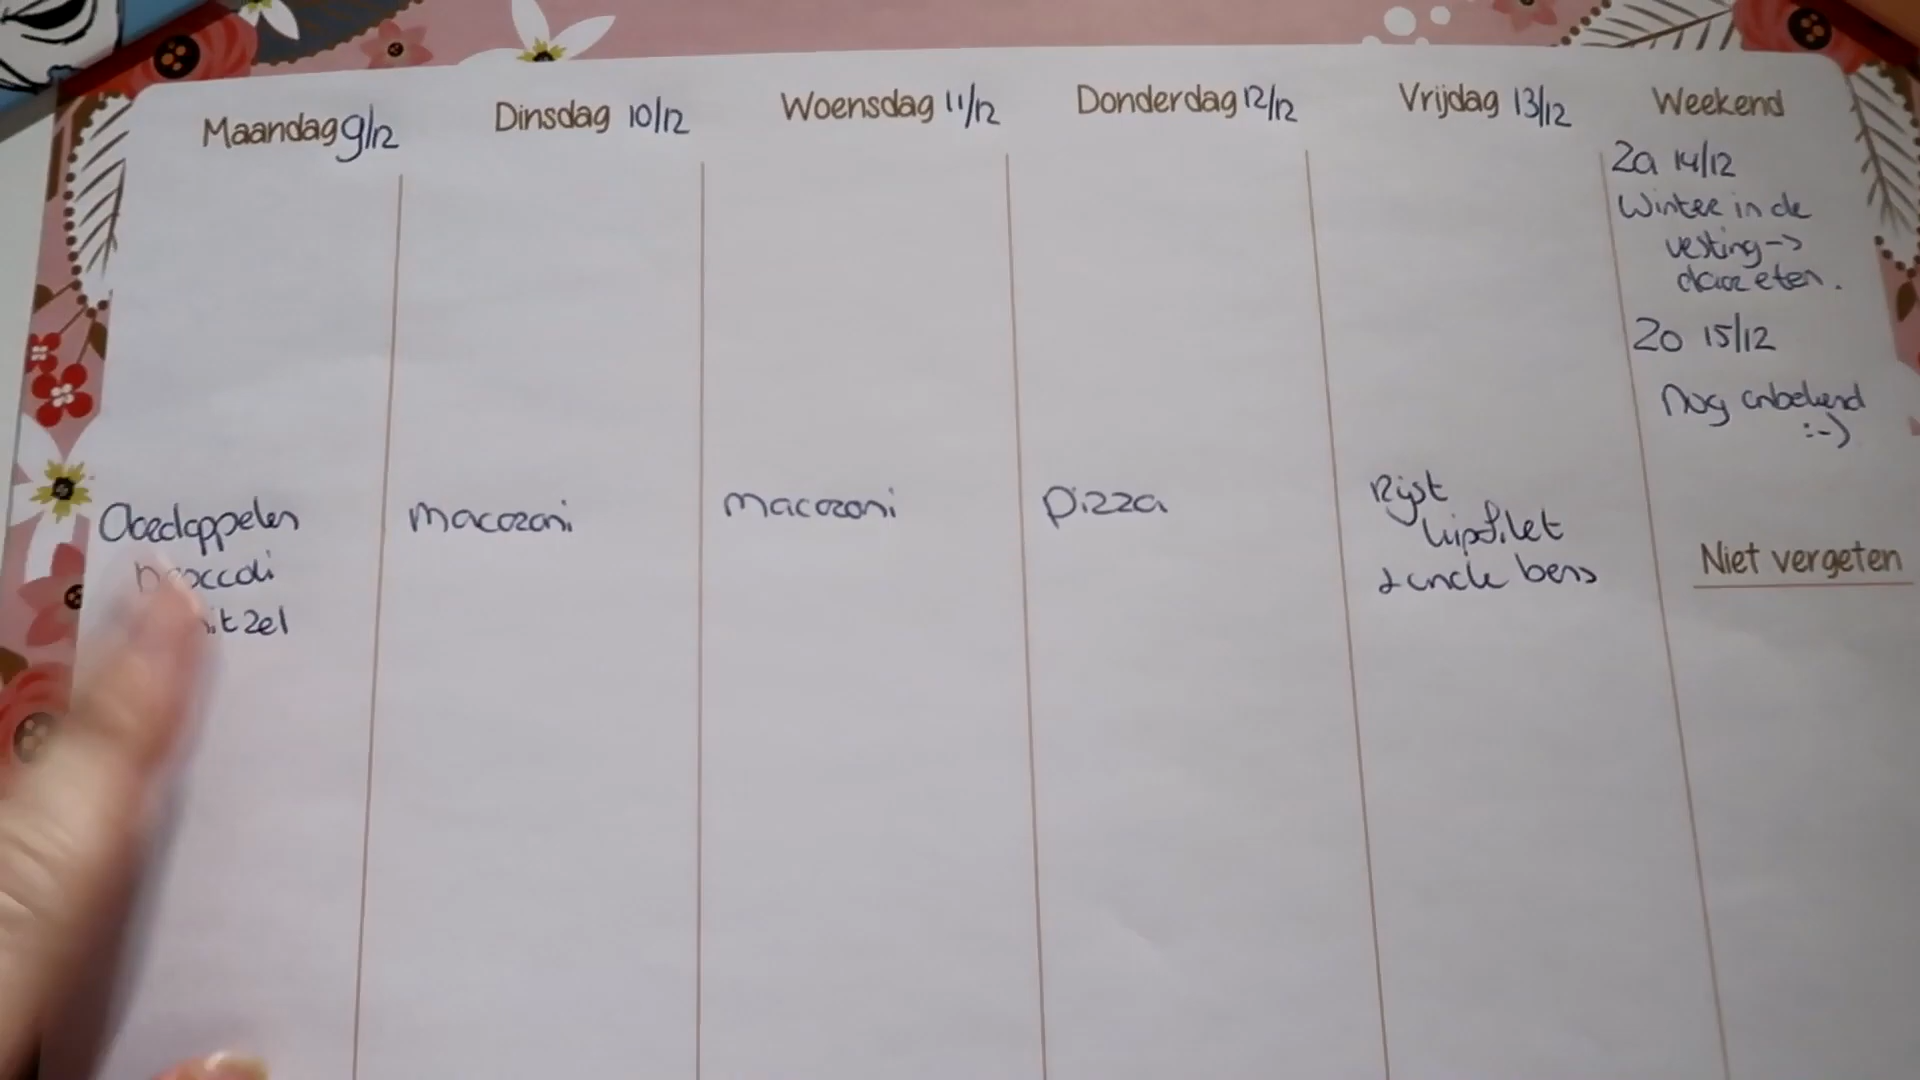 Maandag 9/12
Dinsdag 10/12
Woensdag 11/12
Donderdag 12/12
Vrijdag 13/12
Weekend
Za 14/12
Winter in de
vesting ->
daar eten.
Zo 15/12
Nog onbekend
:-)
Aardappelen
broccoli
itzel
Macaroni
Macaroni
Pizza
Rijst
kipfilet
& uncle bens
Niet vergeten